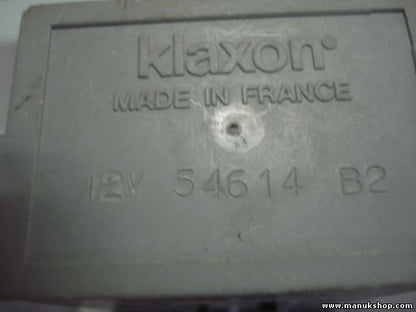 klaxon®
MADE IN FRANCE
12V 54614 B2
www.manukshop.com